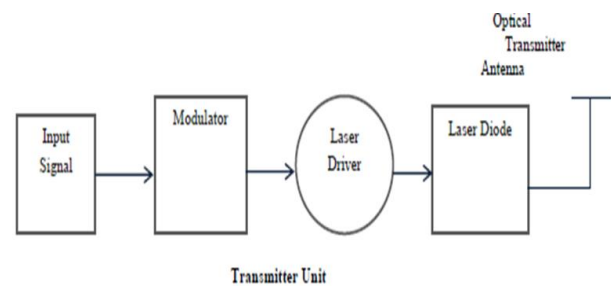 Optical
Transmitter
Antenna
Input
Signal
Modulator
Laser
Driver
Laser Diode
Transmitter Unit